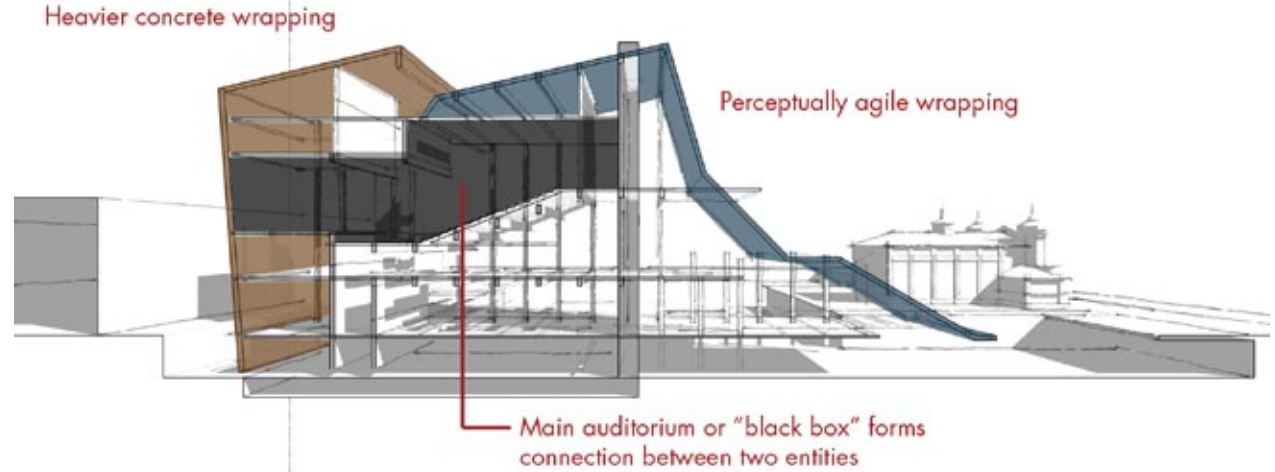 Heavier concrete wrapping
Perceptually agile wrapping
Main auditorium or "black box" forms
connection between two entities